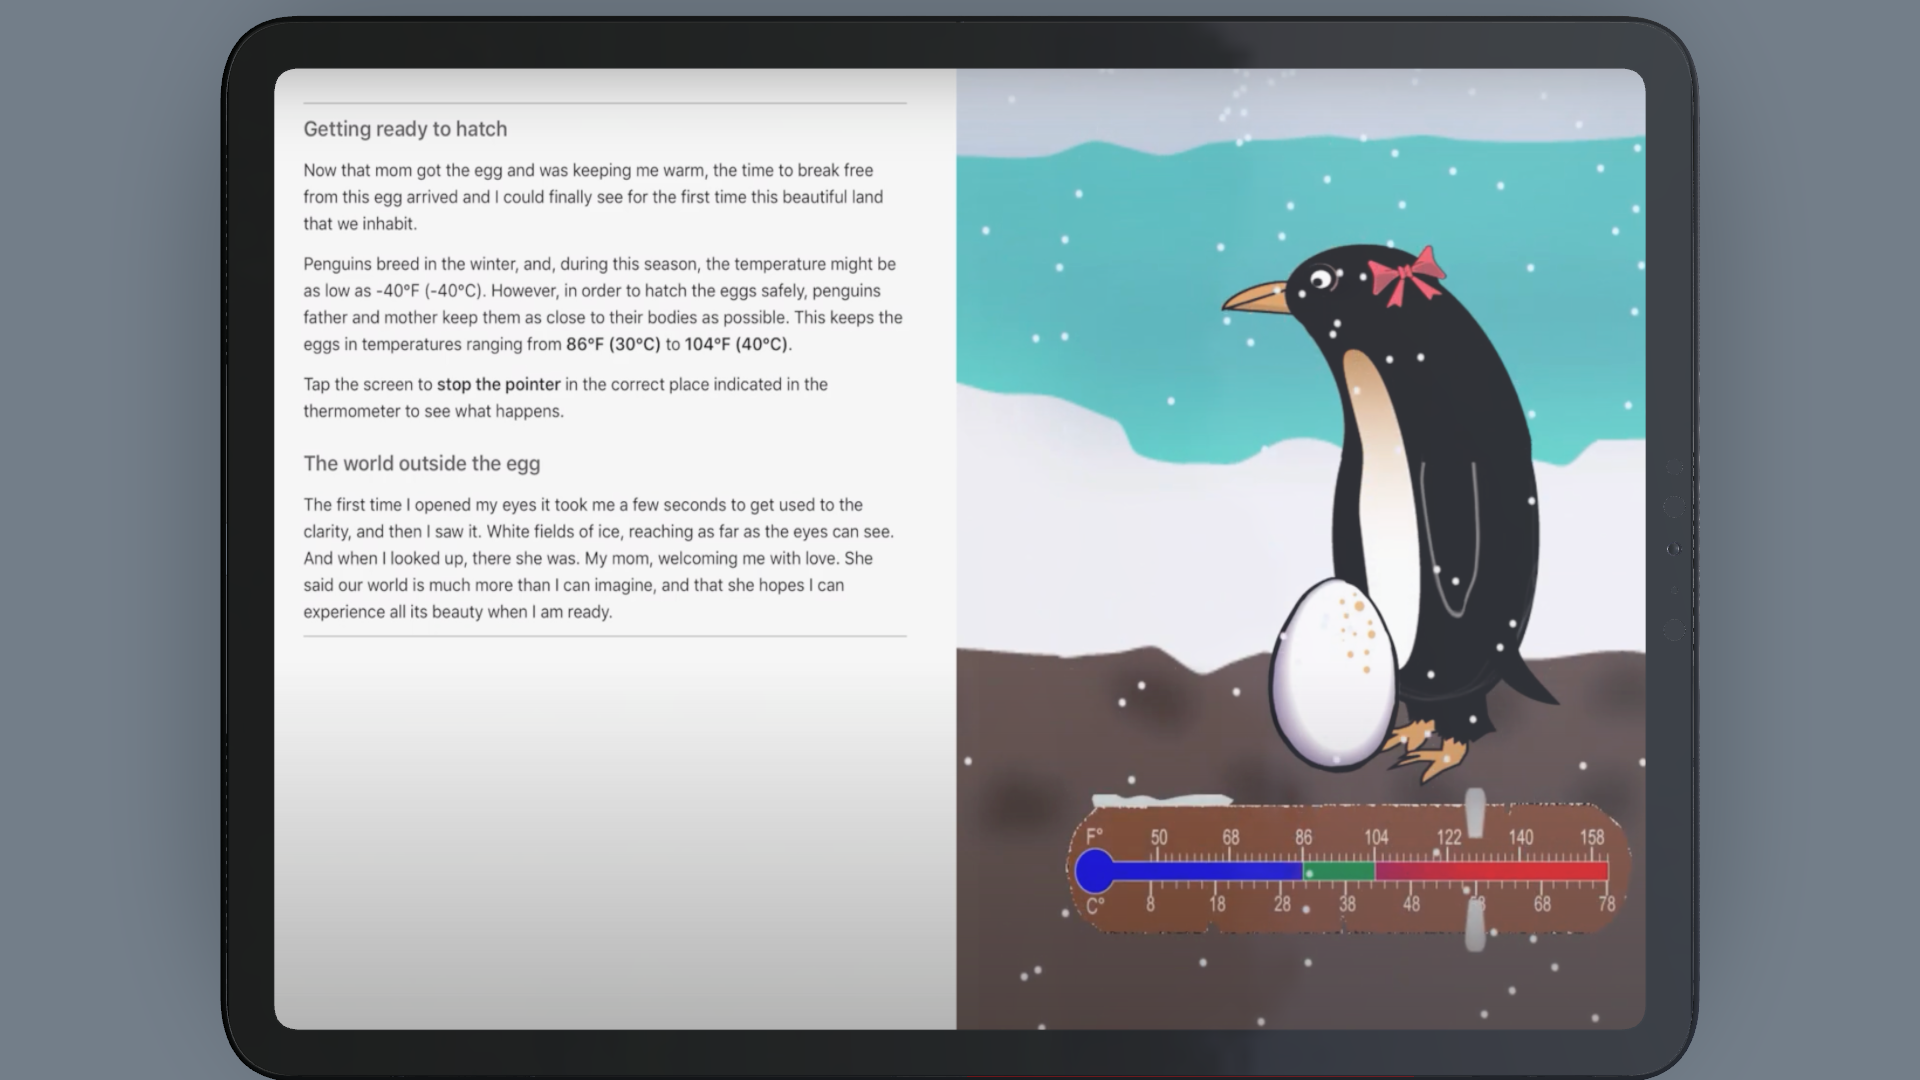 Getting ready to hatch
Now that mom got the egg and was keeping me warm, the time to break free
from this egg arrived and I could finally see for the first time this beautiful land
that we inhabit.
Penguins breed in the winter, and, during this season, the temperature might be
as low as -40°F (-40°C). However, in order to hatch the eggs safely, penguins
father and mother keep them as close to their bodies as possible. This keeps the
eggs in temperatures ranging from 86°F (30°C) to 104°F (40°C).
Tap the screen to stop the pointer in the correct place indicated in the
thermometer to see what happens.
The world outside the egg
The first time I opened my eyes it took me a few seconds to get used to the
clarity, and then I saw it. White fields of ice, reaching as far as the eyes can see.
And when I looked up, there she was. My mom, welcoming me with love. She
said our world is much more than I can imagine, and that she hopes I can
experience all its beauty when I am ready.
F° 50 68 86 104 122 140 158
C° 8 18 28 38 48 58 68 78